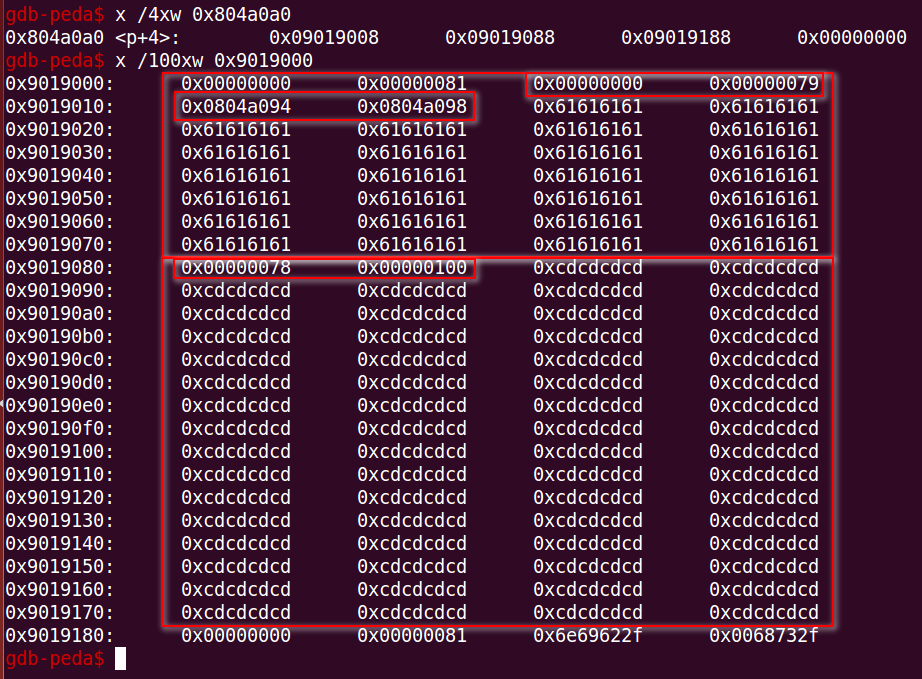 gdb-peda$ x /4xw 0x804a0a0
0x804a0a0 <p+4>: 0x09019008 0x09019088 0x09019188 0x00000000
gdb-peda$ x /100xw 0x9019000
0x9019000: 0x00000000 0x00000081 0x00000000 0x00000079
0x9019010: 0x0804a094 0x0804a098 0x61616161 0x61616161
0x9019020: 0x61616161 0x61616161 0x61616161 0x61616161
0x9019030: 0x61616161 0x61616161 0x61616161 0x61616161
0x9019040: 0x61616161 0x61616161 0x61616161 0x61616161
0x9019050: 0x61616161 0x61616161 0x61616161 0x61616161
0x9019060: 0x61616161 0x61616161 0x61616161 0x61616161
0x9019070: 0x61616161 0x61616161 0x61616161 0x61616161
0x9019080: 0x00000078 0x00000100 0xcdcdcdcd 0xcdcdcdcd
0x9019090: 0xcdcdcdcd 0xcdcdcdcd 0xcdcdcdcd 0xcdcdcdcd
0x90190a0: 0xcdcdcdcd 0xcdcdcdcd 0xcdcdcdcd 0xcdcdcdcd
0x90190b0: 0xcdcdcdcd 0xcdcdcdcd 0xcdcdcdcd 0xcdcdcdcd
0x90190c0: 0xcdcdcdcd 0xcdcdcdcd 0xcdcdcdcd 0xcdcdcdcd
0x90190d0: 0xcdcdcdcd 0xcdcdcdcd 0xcdcdcdcd 0xcdcdcdcd
0x90190e0: 0xcdcdcdcd 0xcdcdcdcd 0xcdcdcdcd 0xcdcdcdcd
0x90190f0: 0xcdcdcdcd 0xcdcdcdcd 0xcdcdcdcd 0xcdcdcdcd
0x9019100: 0xcdcdcdcd 0xcdcdcdcd 0xcdcdcdcd 0xcdcdcdcd
0x9019110: 0xcdcdcdcd 0xcdcdcdcd 0xcdcdcdcd 0xcdcdcdcd
0x9019120: 0xcdcdcdcd 0xcdcdcdcd 0xcdcdcdcd 0xcdcdcdcd
0x9019130: 0xcdcdcdcd 0xcdcdcdcd 0xcdcdcdcd 0xcdcdcdcd
0x9019140: 0xcdcdcdcd 0xcdcdcdcd 0xcdcdcdcd 0xcdcdcdcd
0x9019150: 0xcdcdcdcd 0xcdcdcdcd 0xcdcdcdcd 0xcdcdcdcd
0x9019160: 0xcdcdcdcd 0xcdcdcdcd 0xcdcdcdcd 0xcdcdcdcd
0x9019170: 0xcdcdcdcd 0xcdcdcdcd 0xcdcdcdcd 0xcdcdcdcd
0x9019180: 0x00000000 0x00000081 0x6e69622f 0x0068732f
gdb-peda$